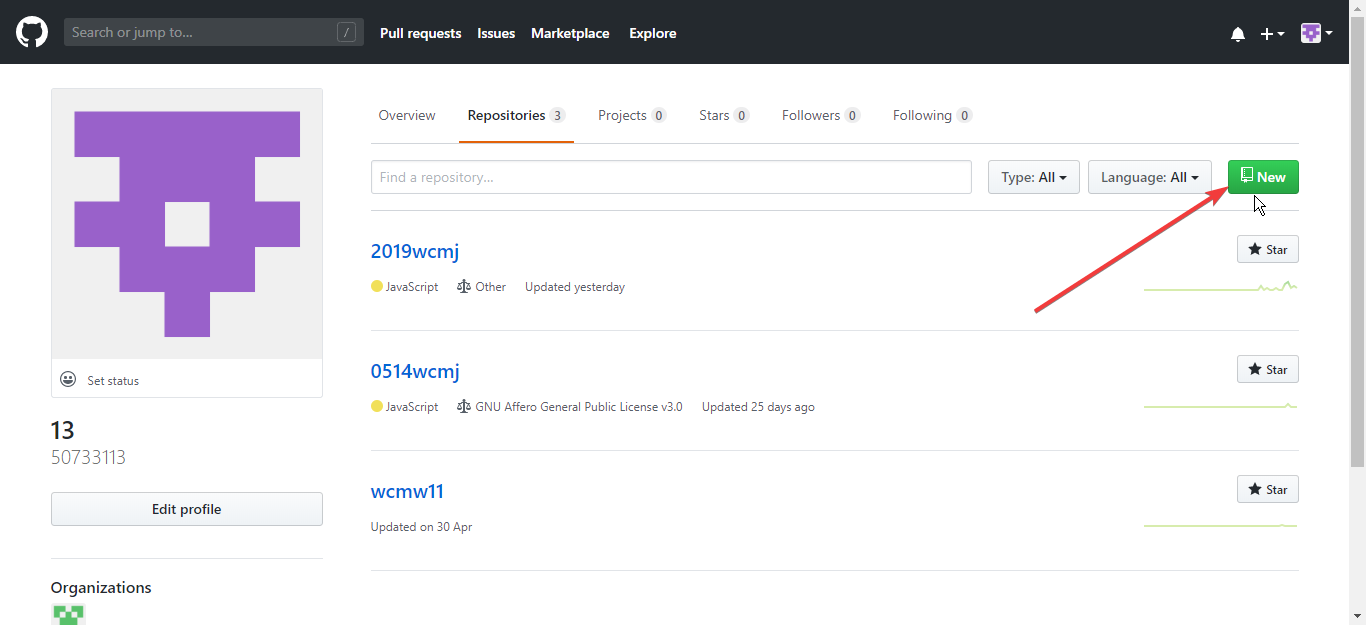 Search or jump to... /
Pull requests Issues Marketplace Explore
Overview Repositories 3 Projects 0 Stars 0 Followers 0 Following 0
Find a repository... Type: All Language: All New
2019wcmj Star
JavaScript Other Updated yesterday
0514wcmj Star
JavaScript GNU Affero General Public License v3.0 Updated 25 days ago
wcmw11 Star
Updated on 30 Apr
Set status
13
50733113
Edit profile
Organizations